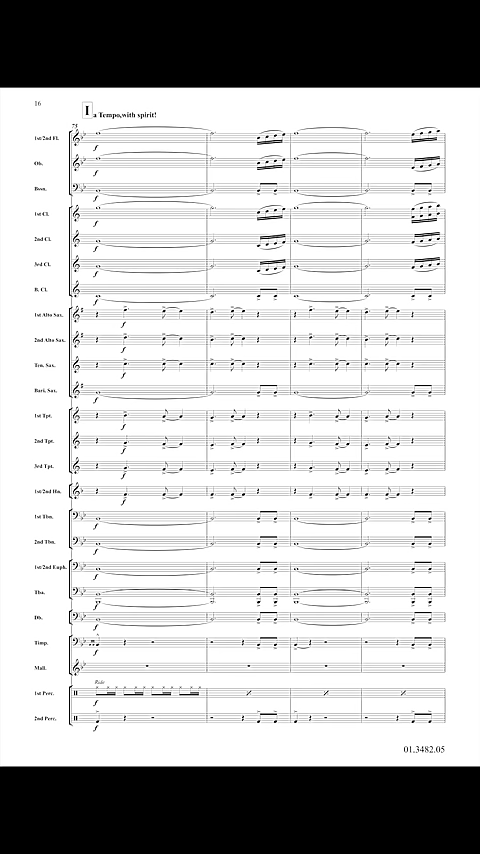 16
I a Tempo,with spirit!
75
1st/2nd Fl.
f
Ob.
f
Bssn.
f
1st Cl.
f
2nd Cl.
f
3rd Cl.
f
B. Cl.
f
1st Alto Sax.
f
2nd Alto Sax.
f
Ten. Sax.
f
Bari. Sax.
f
1st Tpt.
f
2nd Tpt.
f
3rd Tpt.
f
1st/2nd Hn.
f
1st Tbn.
f
2nd Tbn.
f
1st/2nd Euph.
f
Tba.
f
Db.
f
Timp.
f
Mall.
Ride
1st Perc.
f
2nd Perc.
f
01.3482.05